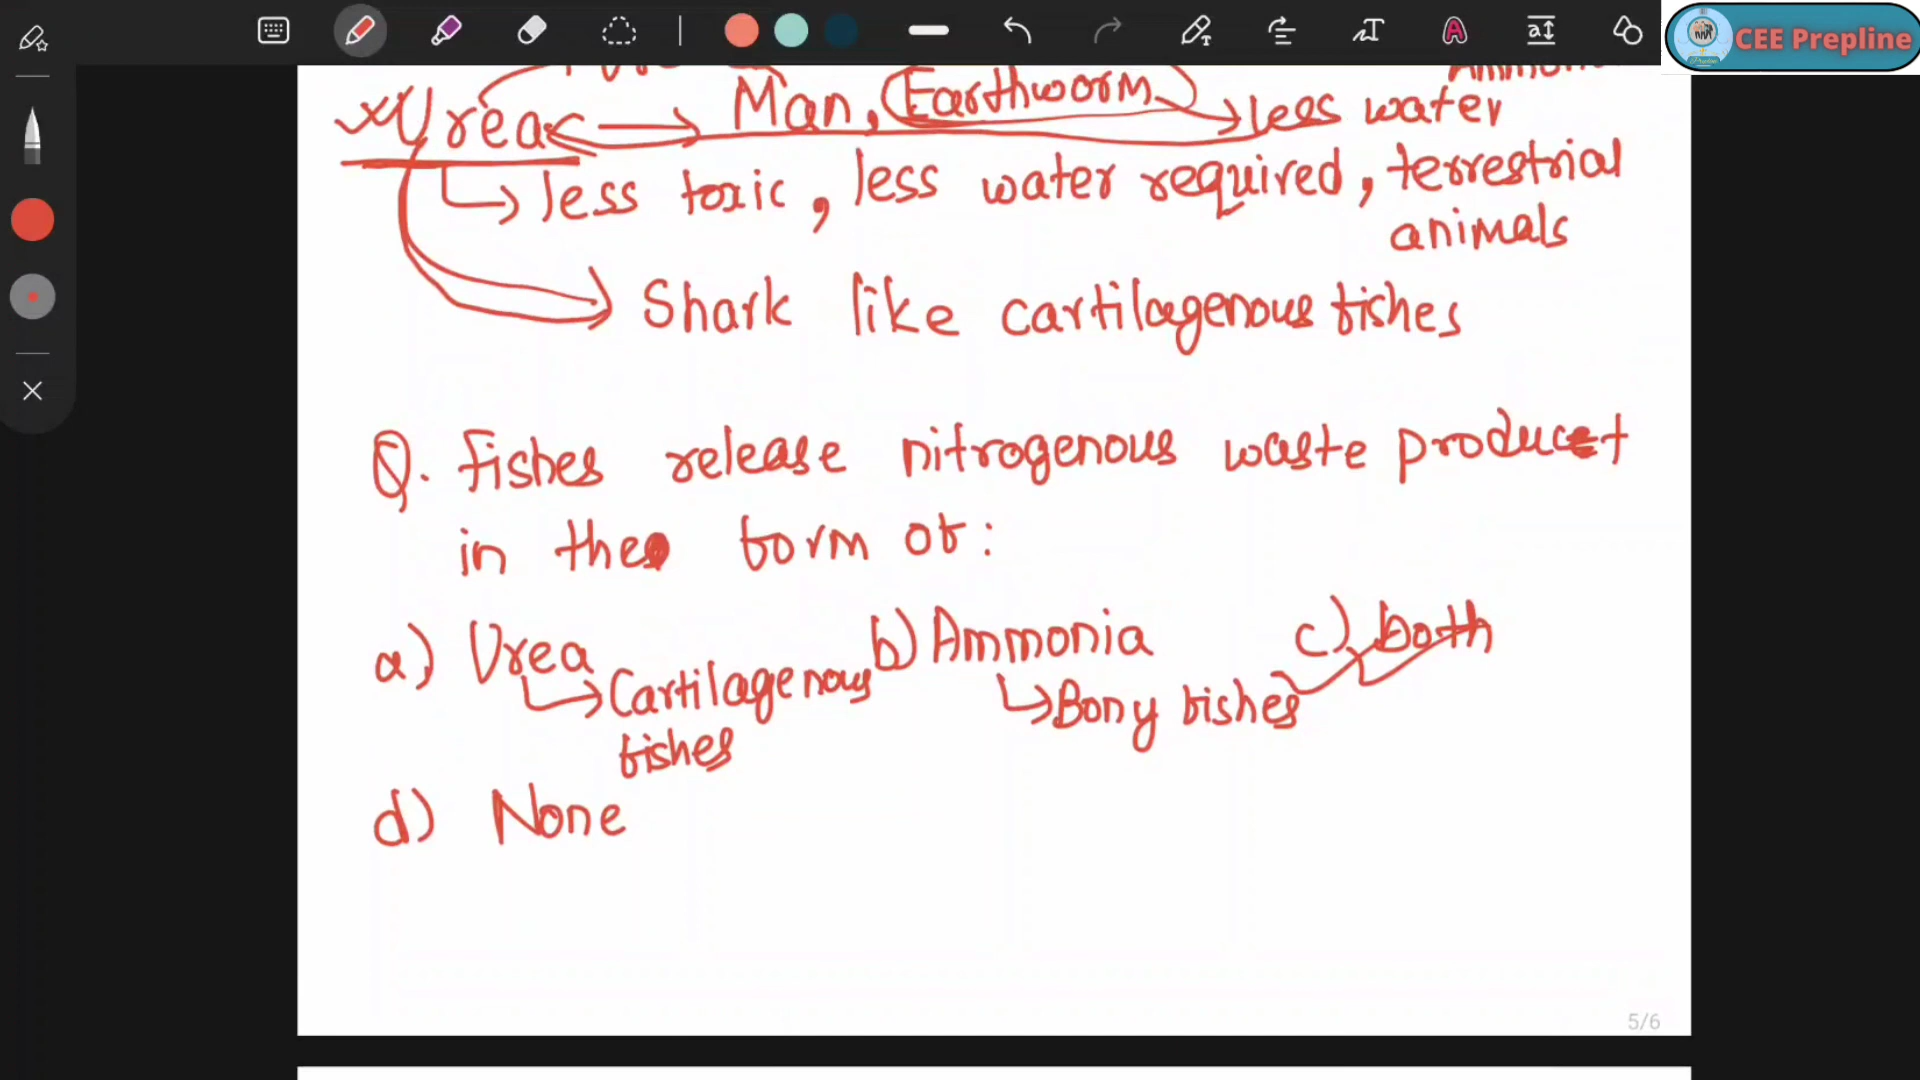 CEE Prepline
Urea → Man, Earthworm → less water
→ less toxic, less water required, terrestrial
animals
→ Shark like cartilagenous fishes
Q. Fishes release nitrogenous waste product
in the form of:
a) Urea b) Ammonia c) both
→ Cartilagenous → Bony fishes
fishes
d) None
5/6